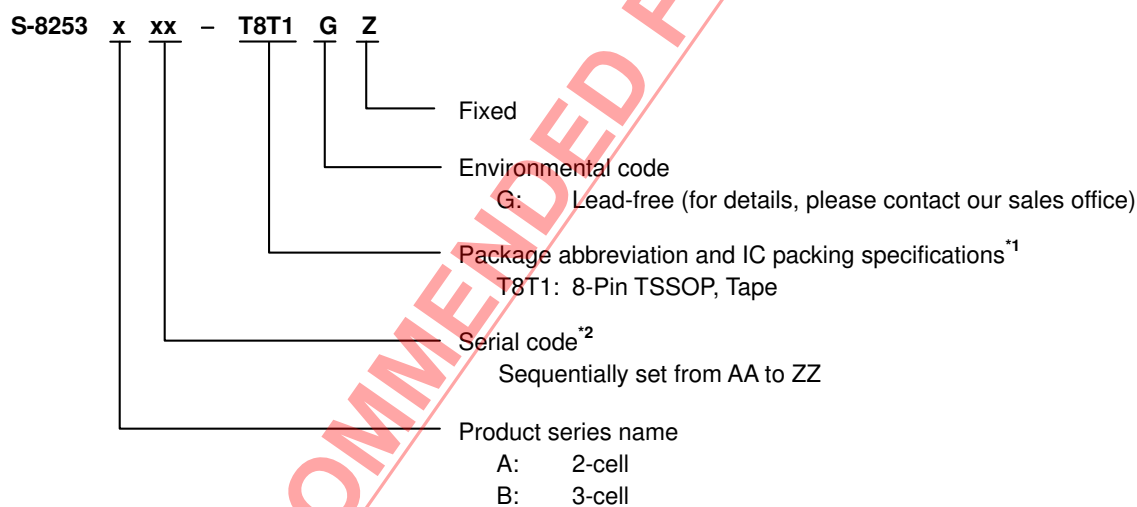 S-8253 x xx – T8T1 G Z
Fixed
Environmental code
G: Lead-free (for details, please contact our sales office)
Package abbreviation and IC packing specifications*1
T8T1: 8-Pin TSSOP, Tape
Serial code*2
Sequentially set from AA to ZZ
Product series name
A: 2-cell
B: 3-cell
OMMENDED F